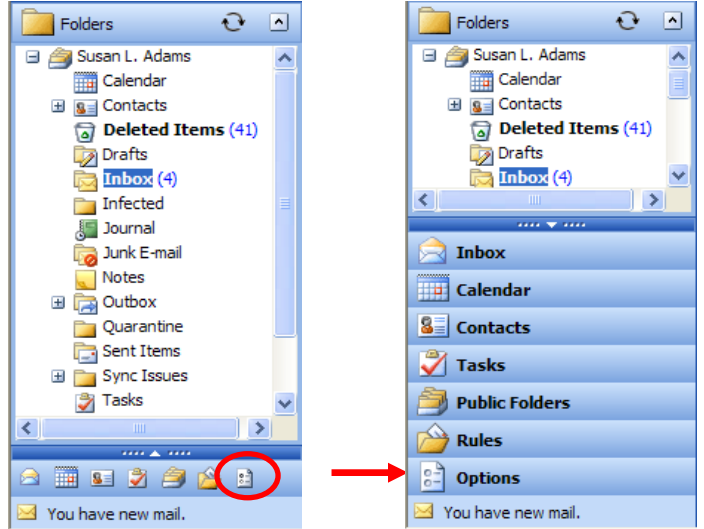 Folders
Susan L. Adams
Calendar
Contacts
Deleted Items (41)
Drafts
Inbox (4)
Infected
Journal
Junk E-mail
Notes
Outbox
Quarantine
Sent Items
Sync Issues
Tasks
You have new mail.
Folders
Susan L. Adams
Calendar
Contacts
Deleted Items (41)
Drafts
Inbox (4)
Inbox
Calendar
Contacts
Tasks
Public Folders
Rules
Options
You have new mail.